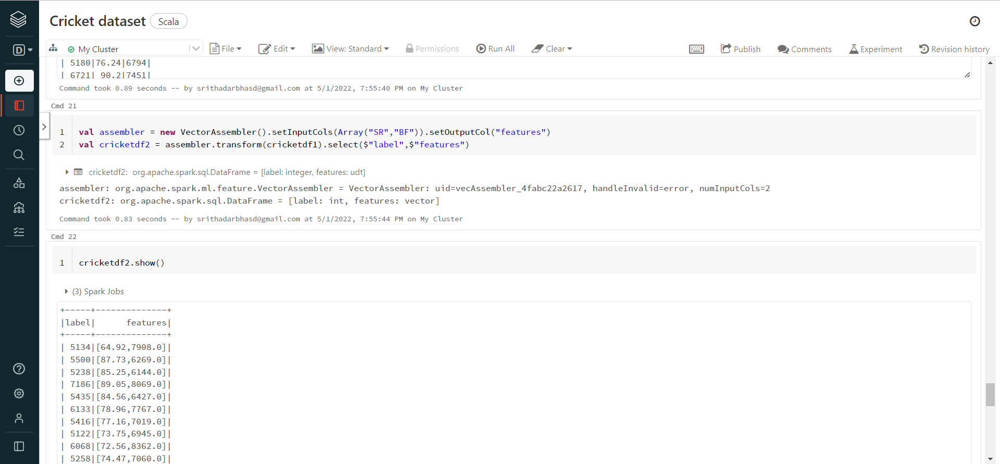 Cricket dataset Scala
D
My Cluster File Edit View: Standard Permissions Run All Clear Publish Comments Experiment Revision history
| 5180|76.24|6794|
| 6721| 90.2|7451|
Command took 0.89 seconds -- by srithadarbhasd@gmail.com at 5/1/2022, 7:55:40 PM on My Cluster
Cmd 21
1 val assembler = new VectorAssembler().setInputCols(Array("SR","BF")).setOutputCol("features")
2 val cricketdf2 = assembler.transform(cricketdf1).select($"label",$"features")
cricketdf2: org.apache.spark.sql.DataFrame = [label: integer, features: udt]
assembler: org.apache.spark.ml.feature.VectorAssembler = VectorAssembler: uid=vecAssembler_4fabc22a2617, handleInvalid=error, numInputCols=2
cricketdf2: org.apache.spark.sql.DataFrame = [label: int, features: vector]
Command took 0.83 seconds -- by srithadarbhasd@gmail.com at 5/1/2022, 7:55:44 PM on My Cluster
Cmd 22
1 cricketdf2.show()
(3) Spark Jobs
+-----+--------------+
|label|      features|
+-----+--------------+
| 5134|[64.92,7908.0]|
| 5500|[87.73,6269.0]|
| 5238|[85.25,6144.0]|
| 7186|[89.05,8069.0]|
| 5435|[84.56,6427.0]|
| 6133|[78.96,7767.0]|
| 5416|[77.16,7019.0]|
| 5122|[73.75,6945.0]|
| 6068|[72.56,8362.0]|
| 5258|[74.47,7060.0]|